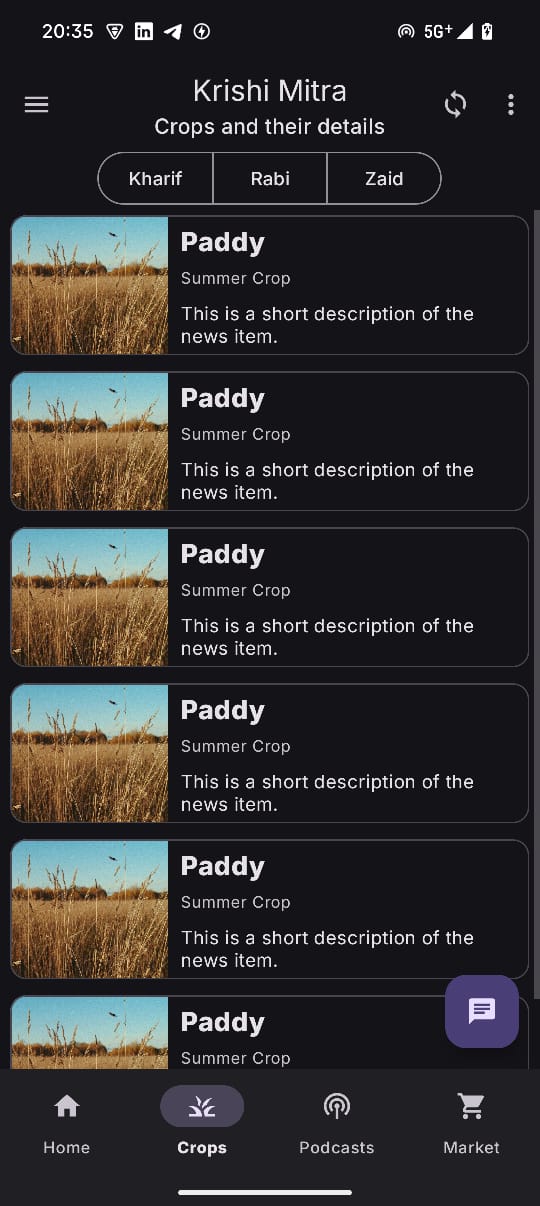 20:35
5G+
Krishi Mitra
Crops and their details
Kharif
Rabi
Zaid
Paddy
Summer Crop
This is a short description of the
news item.
Paddy
Summer Crop
This is a short description of the
news item.
Paddy
Summer Crop
This is a short description of the
news item.
Paddy
Summer Crop
This is a short description of the
news item.
Paddy
Summer Crop
This is a short description of the
news item.
Paddy
Summer Crop
Home
Crops
Podcasts
Market